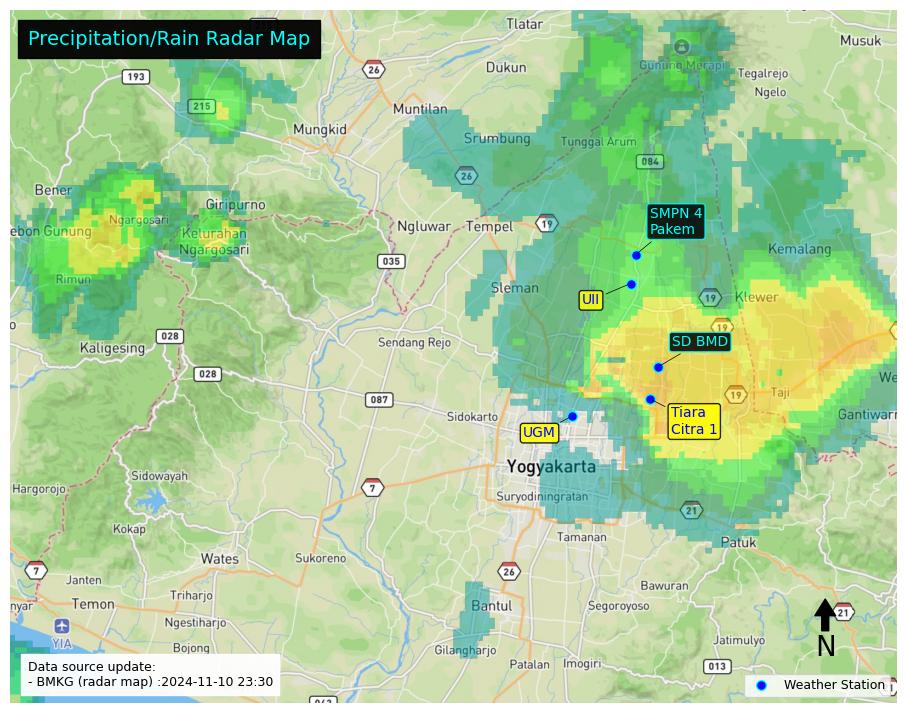 Precipitation/Rain Radar Map
Tlatar
Musuk
193
26
Dukun
Gunung Merapi
Tegalrejo
Ngelo
215
Muntilan
Mungkid
Srumbung
Tunggal Arum
084
26
Bener
Giripurno
Ngargosari
SMPN 4
Pakem
Ngluwar
Tempel
19
ebon Gunung
Kelurahan
Ngargosari
Kemalang
035
Rimun
Sleman
UII
19
Klewer
19
028
Sendang Rejo
SD BMD
Kaligesing
028
We
087
19
Taji
Sidokarto
Tiara
Citra 1
Gantiwarn
UGM
Yogyakarta
Sidowayah
Hargorojo
7
Suryodiningratan
21
Kokap
Tamanan
Patuk
Wates
Sukoreno
7
26
Janten
Bawuran
nyar
Temon
Triharjo
Bantul
Segoroyoso
21
Ngestiharjo
YIA
Jatimulyo
N
Bojong
Gilangharjo
Patalan
Imogiri
013
Data source update:
- BMKG (radar map) :2024-11-10 23:30
Weather Station